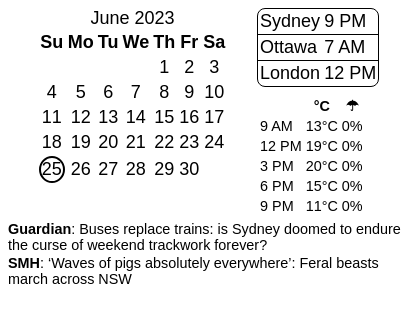 June 2023
Su Mo Tu We Th Fr Sa
1 2 3
4 5 6 7 8 9 10
11 12 13 14 15 16 17
18 19 20 21 22 23 24
25 26 27 28 29 30
Sydney 9 PM
Ottawa 7 AM
London 12 PM
°C ☂
9 AM 13°C 0%
12 PM 19°C 0%
3 PM 20°C 0%
6 PM 15°C 0%
9 PM 11°C 0%
Guardian: Buses replace trains: is Sydney doomed to endure
the curse of weekend trackwork forever?
SMH: ‘Waves of pigs absolutely everywhere’: Feral beasts
march across NSW